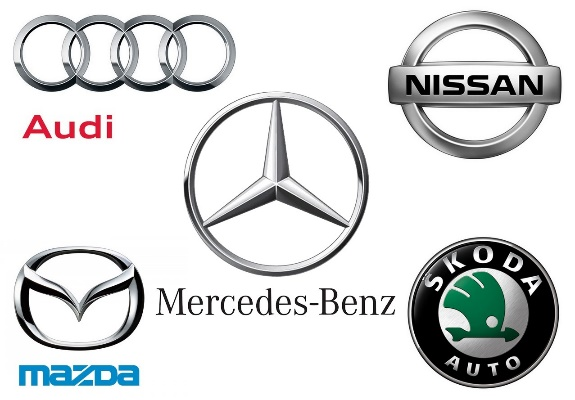 Audi
NISSAN
Mercedes-Benz
mazda
SKODA
AUTO